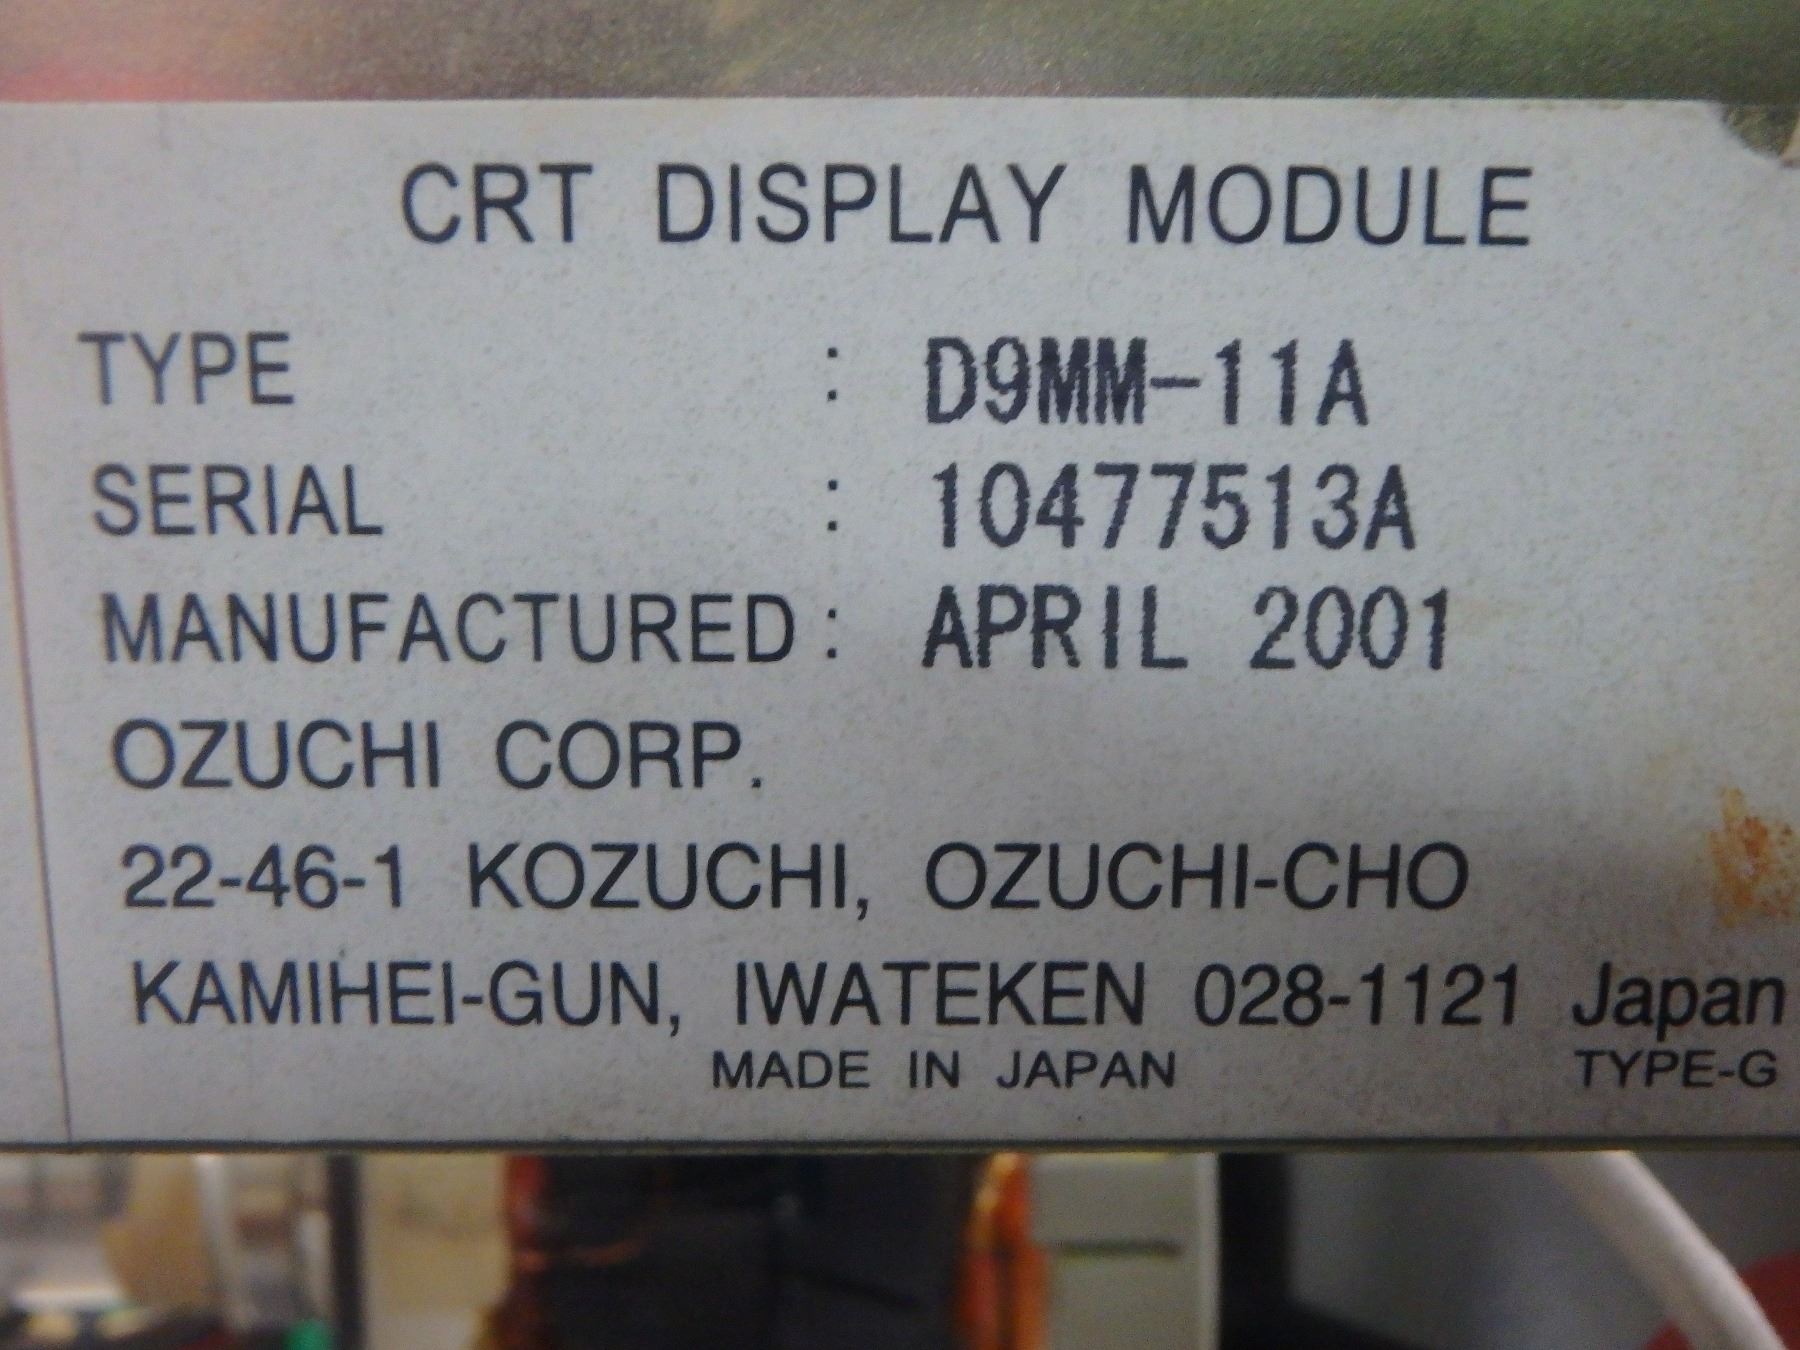 CRT DISPLAY MODULE
TYPE : D9MM-11A
SERIAL : 10477513A
MANUFACTURED : APRIL 2001
OZUCHI CORP.
22-46-1 KOZUCHI, OZUCHI-CHO
KAMIHEI-GUN, IWATEKEN 028-1121 Japan
MADE IN JAPAN TYPE-G